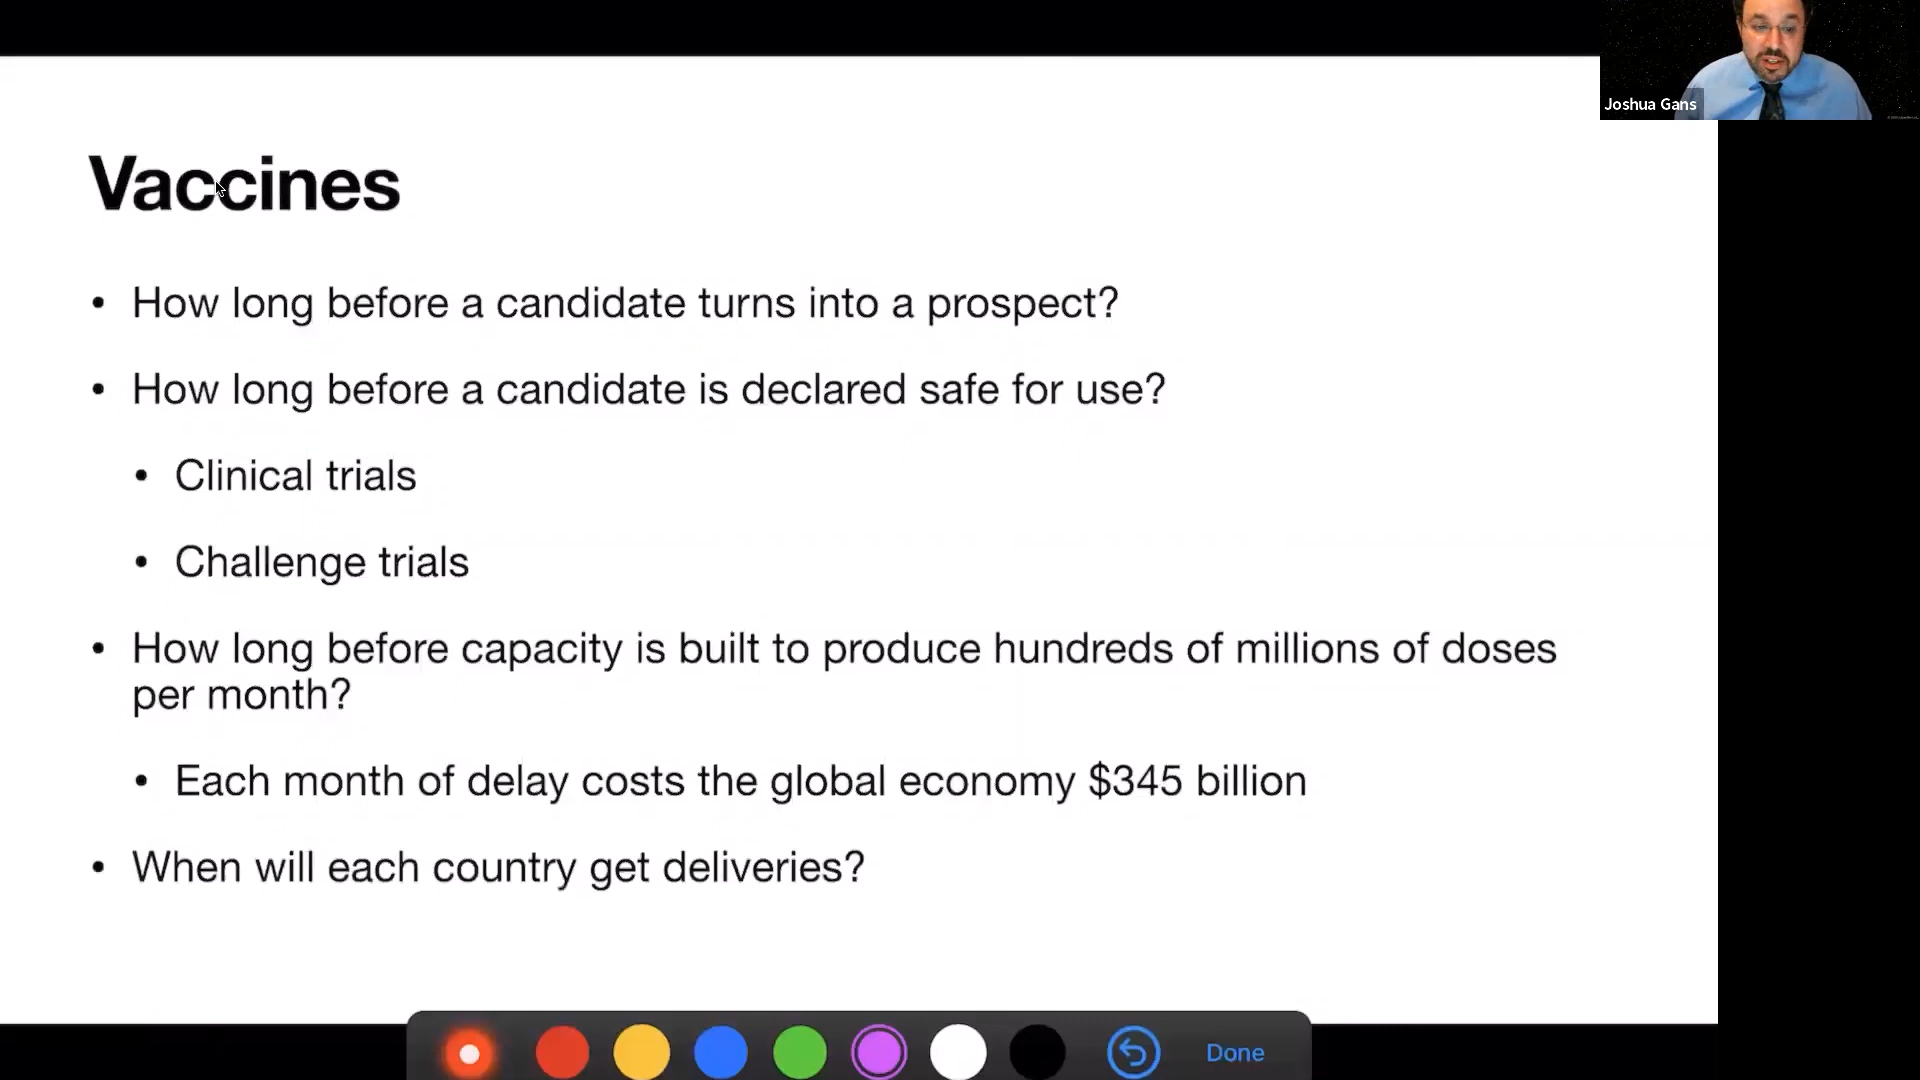 Joshua Gans
Vaccines
• How long before a candidate turns into a prospect?
• How long before a candidate is declared safe for use?
• Clinical trials
• Challenge trials
• How long before capacity is built to produce hundreds of millions of doses
per month?
• Each month of delay costs the global economy $345 billion
• When will each country get deliveries?
Done